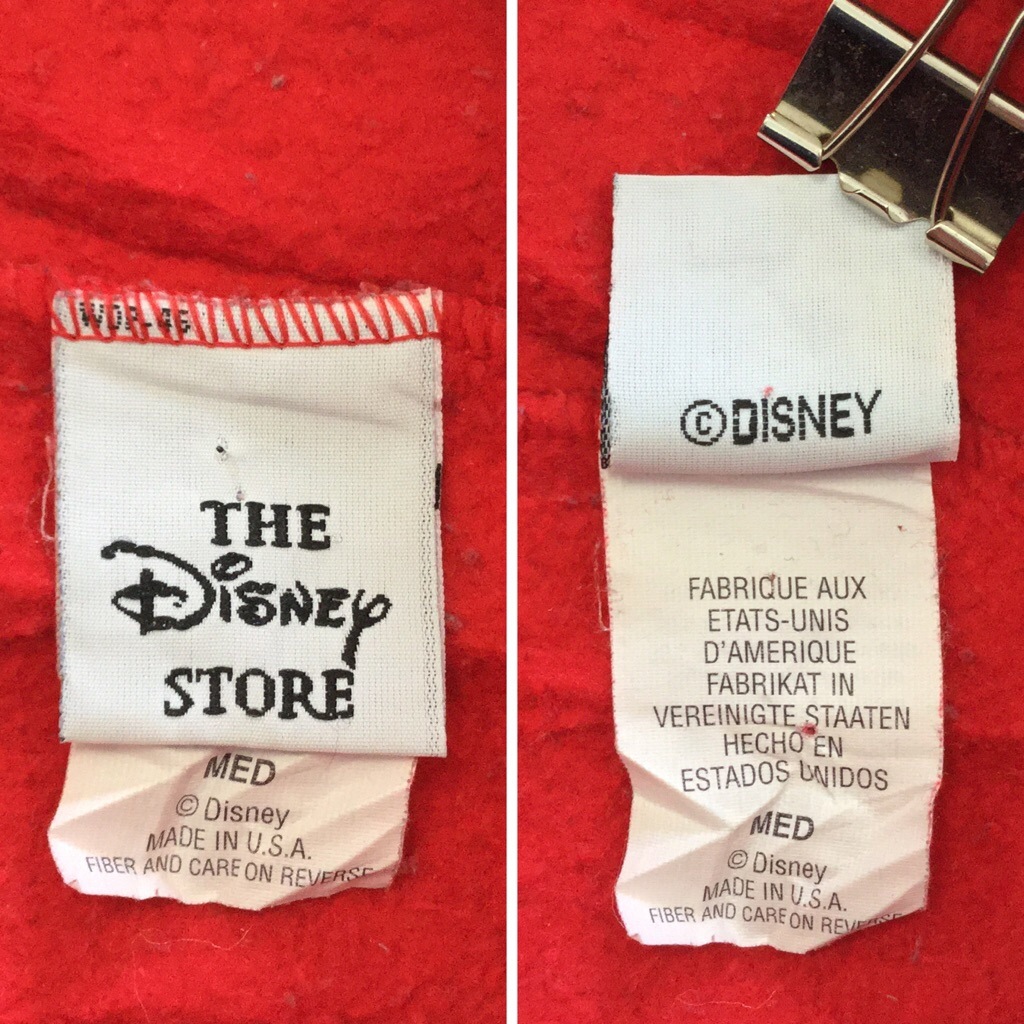 THE
Disney
STORE
MED
© Disney
MADE IN U.S.A.
FIBER AND CARE ON REVERSE
© DISNEY
FABRIQUE AUX
ETATS-UNIS
D'AMERIQUE
FABRIKAT IN
VEREINIGTE STAATEN
HECHO EN
ESTADOS UNIDOS
MED
© Disney
MADE IN U.S.A.
FIBER AND CARE ON REVERSE